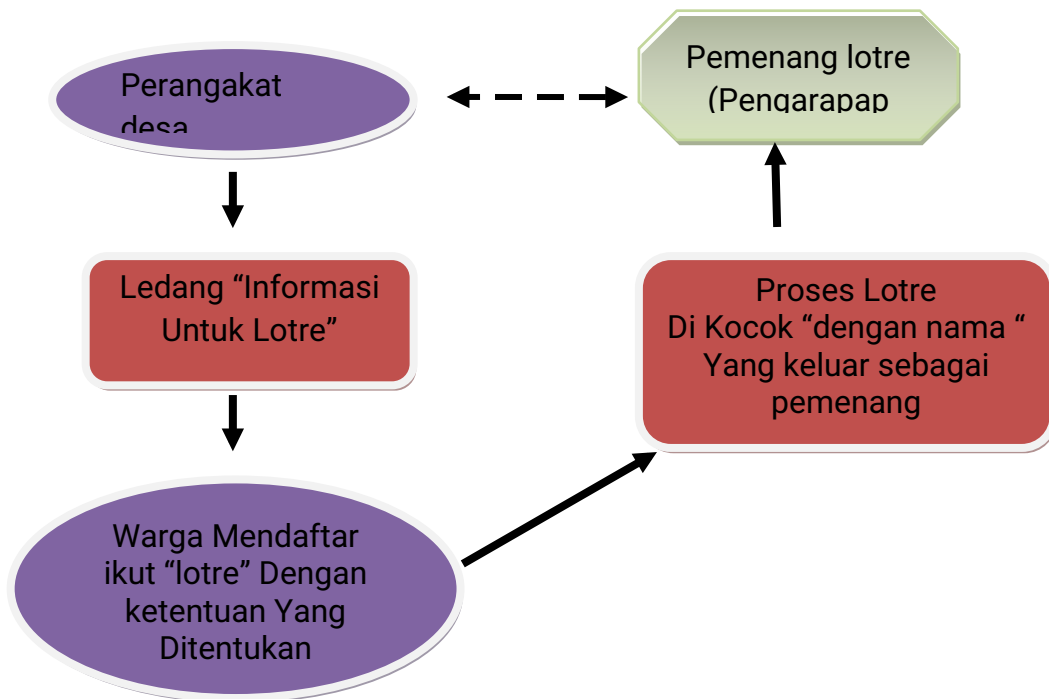 Perangakat
desa
Ledang “Informasi
Untuk Lotre”
Warga Mendaftar
ikut “lotre” Dengan
ketentuan Yang
Ditentukan
Proses Lotre
Di Kocok “dengan nama “
Yang keluar sebagai
pemenang
Pemenang lotre
(Pengarapap